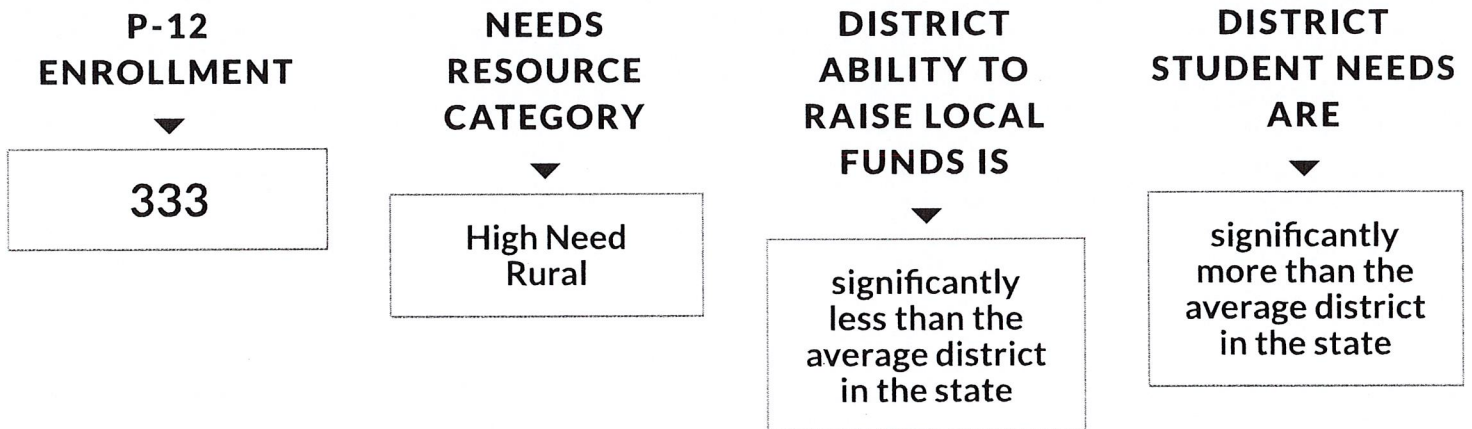 P-12
ENROLLMENT
333
NEEDS
RESOURCE
CATEGORY
High Need
Rural
DISTRICT
ABILITY TO
RAISE LOCAL
FUNDS IS
significantly
less than the
average district
in the state
DISTRICT
STUDENT NEEDS
ARE
significantly
more than the
average district
in the state